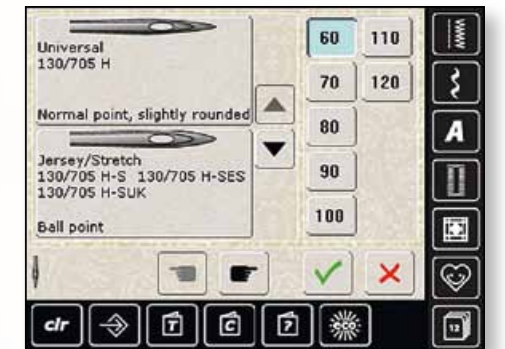 Universal
130/705 H
Normal point, slightly rounded
Jersey/Stretch
130/705 H-S 130/705 H-SES
130/705 H-SUK
Ball point
60 110
70 120
80
90
100
A
clr T C ? eco
12